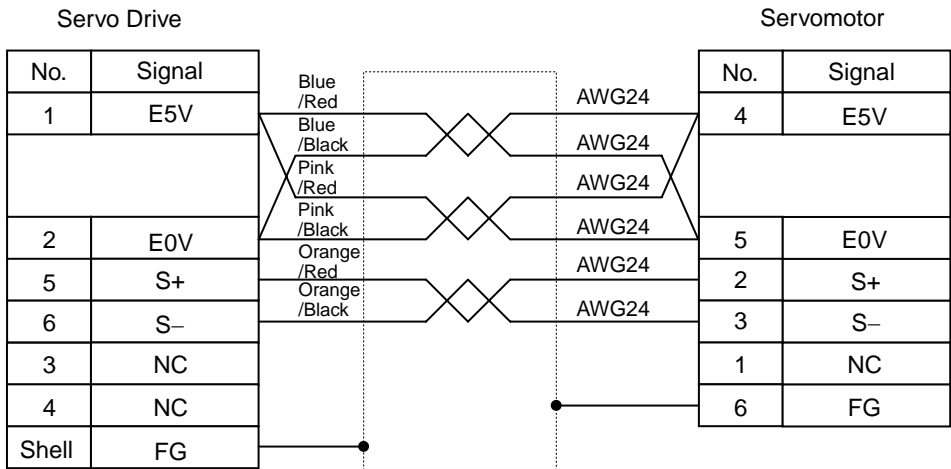 Servo Drive
Servomotor
No. Signal
1 E5V
2 E0V
5 S+
6 S−
3 NC
4 NC
Shell FG
Blue
/Red
Blue
/Black
Pink
/Red
Pink
/Black
Orange
/Red
Orange
/Black
AWG24
AWG24
AWG24
AWG24
AWG24
AWG24
No. Signal
4 E5V
5 E0V
2 S+
3 S−
1 NC
6 FG